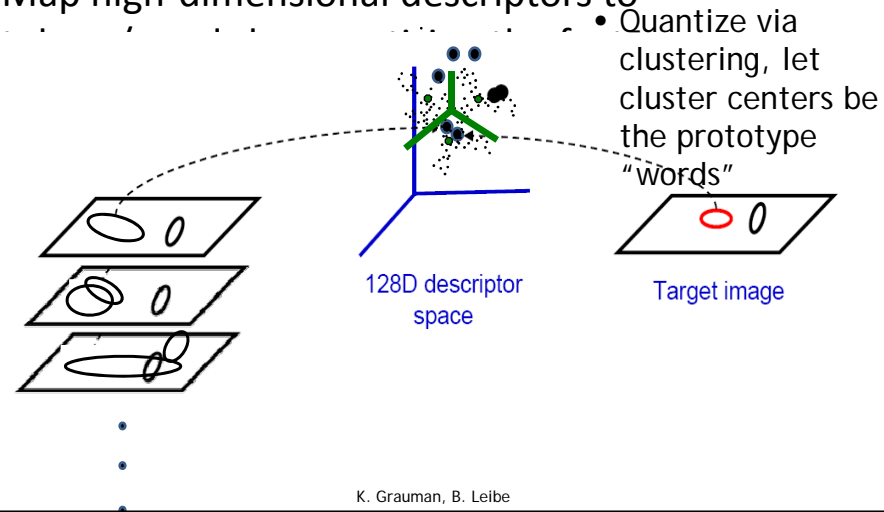 Map high-dimensional descriptors to
• Quantize via
clustering, let
cluster centers be
the prototype
“words”
128D descriptor
space
Target image
K. Grauman, B. Leibe